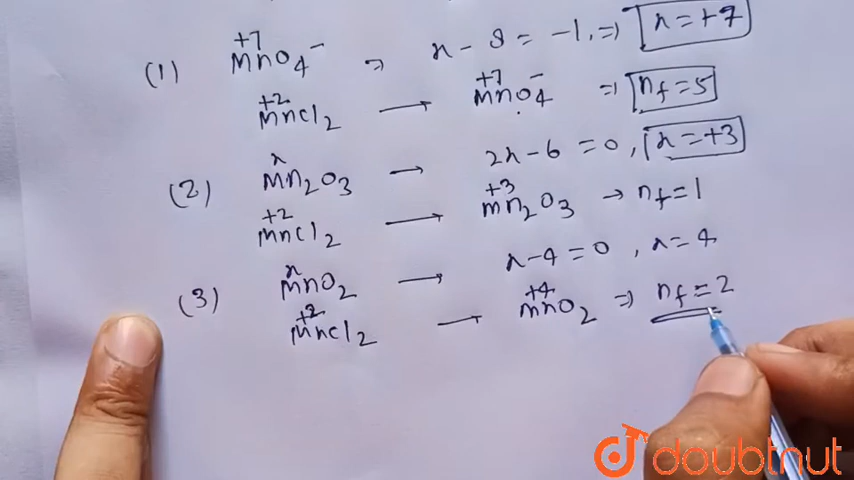 (1) MnO4⁻ (+7) ⇒ x - 8 = -1, ⇒ x = +7
MnCl2 (+2) ⟶ MnO4⁻ (+7) ⇒ nf = 5
(2) Mn2O3 (x) ⟶ 2x - 6 = 0, x = +3
MnCl2 (+2) ⟶ Mn2O3 (+3) → nf = 1
(3) MnO2 (x) ⟶ x - 4 = 0, x = 4
MnCl2 (+2) ⟶ MnO2 (+4) ⇒ nf = 2
doubtnut